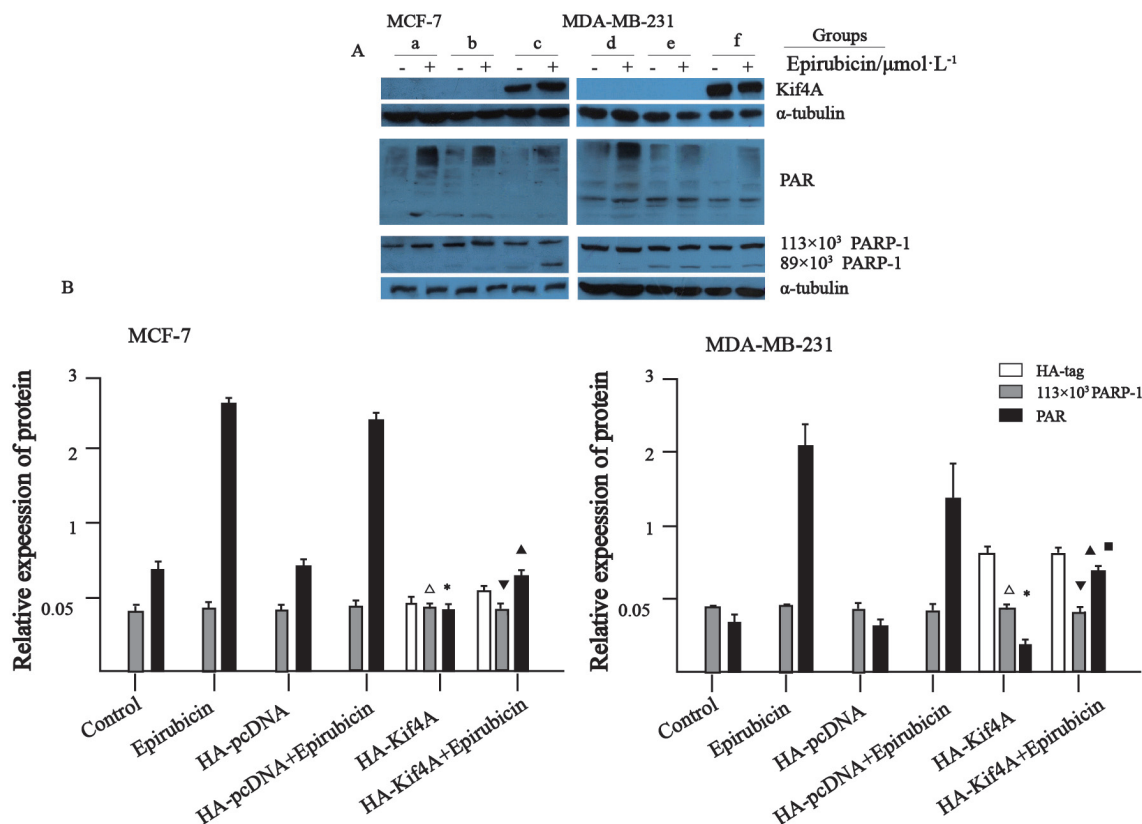 MCF-7 MDA-MB-231
A a b c d e f Groups
- + - + - + - + - + - + Epirubicin/μmol·L⁻¹
Kif4A
α-tubulin
PAR
113×10³ PARP-1
89×10³ PARP-1
α-tubulin
B
MCF-7
Relative expeession of protein
3
2
1
0.05
Control
Epirubicin
HA-pcDNA
HA-pcDNA+Epirubicin
HA-Kif4A
HA-Kif4A+Epirubicin
MDA-MB-231
HA-tag
113×10³ PARP-1
PAR
Relative expeession of protein
3
2
1
0.05
△ * ▼ ▲
△ * ▼ ▲ ■
Control
Epirubicin
HA-pcDNA
HA-pcDNA+Epirubicin
HA-Kif4A
HA-Kif4A+Epirubicin